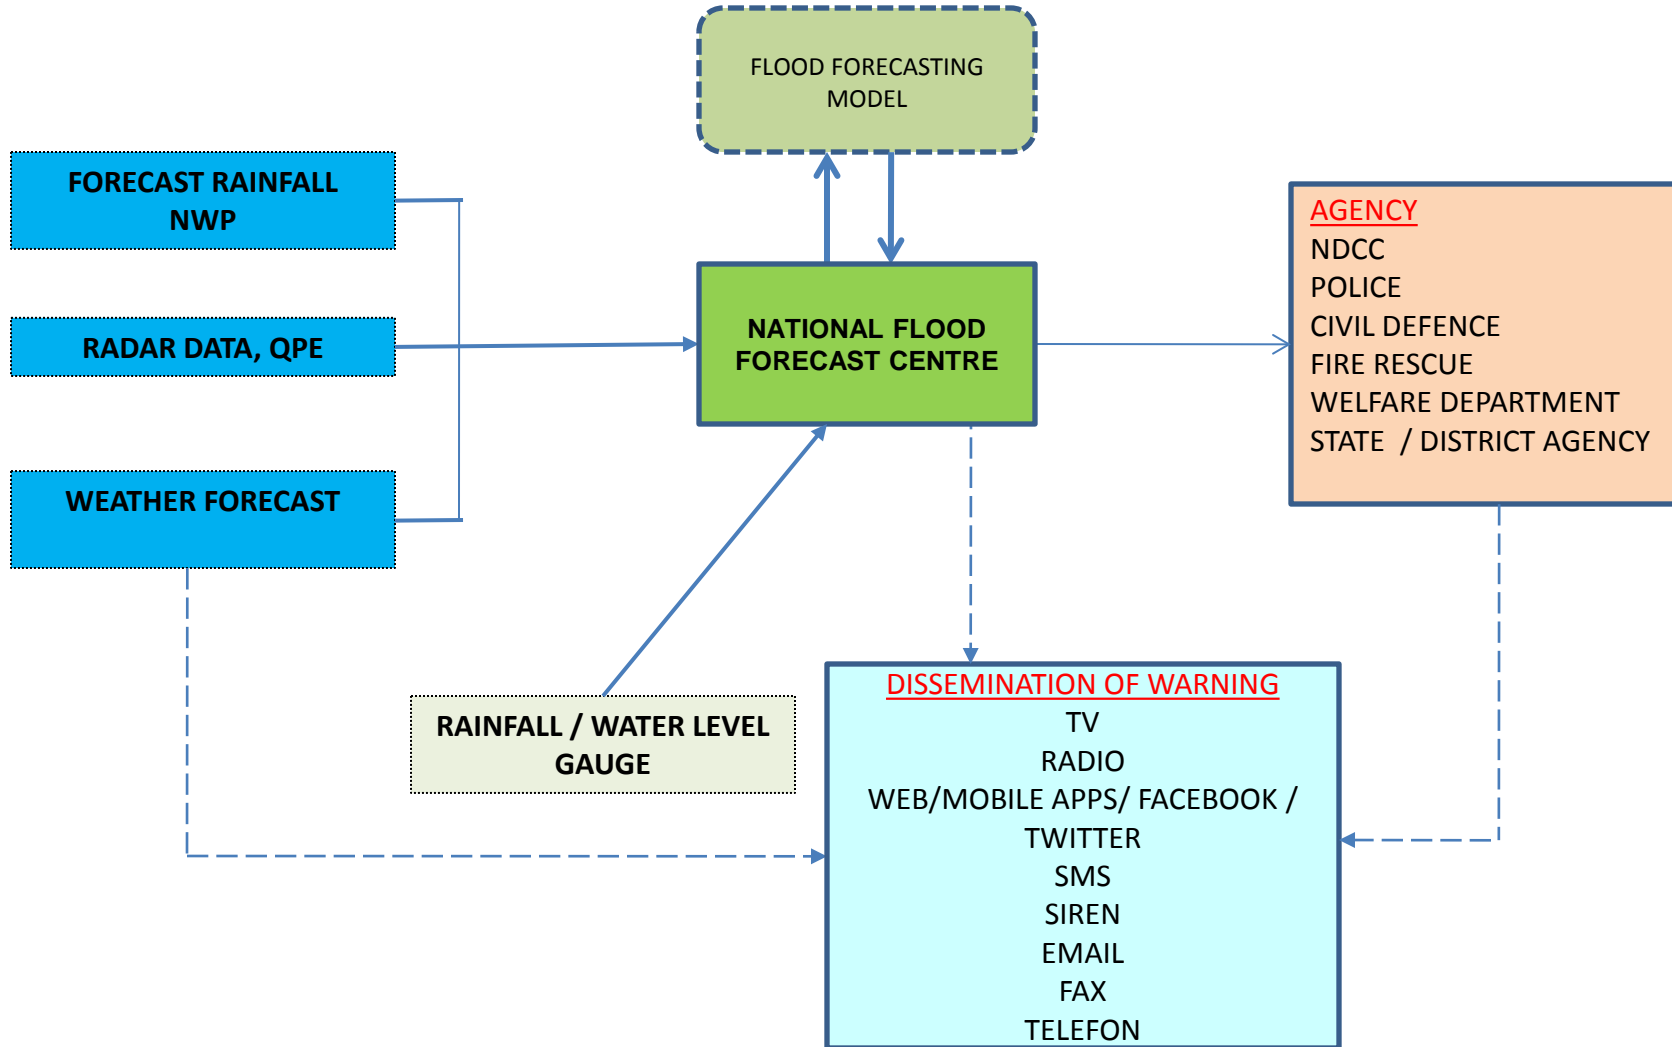 FLOOD FORECASTING
MODEL
FORECAST RAINFALL
NWP
RADAR DATA, QPE
WEATHER FORECAST
NATIONAL FLOOD
FORECAST CENTRE
AGENCY
NDCC
POLICE
CIVIL DEFENCE
FIRE RESCUE
WELFARE DEPARTMENT
STATE / DISTRICT AGENCY
RAINFALL / WATER LEVEL
GAUGE
DISSEMINATION OF WARNING
TV
RADIO
WEB/MOBILE APPS/ FACEBOOK /
TWITTER
SMS
SIREN
EMAIL
FAX
TELEFON